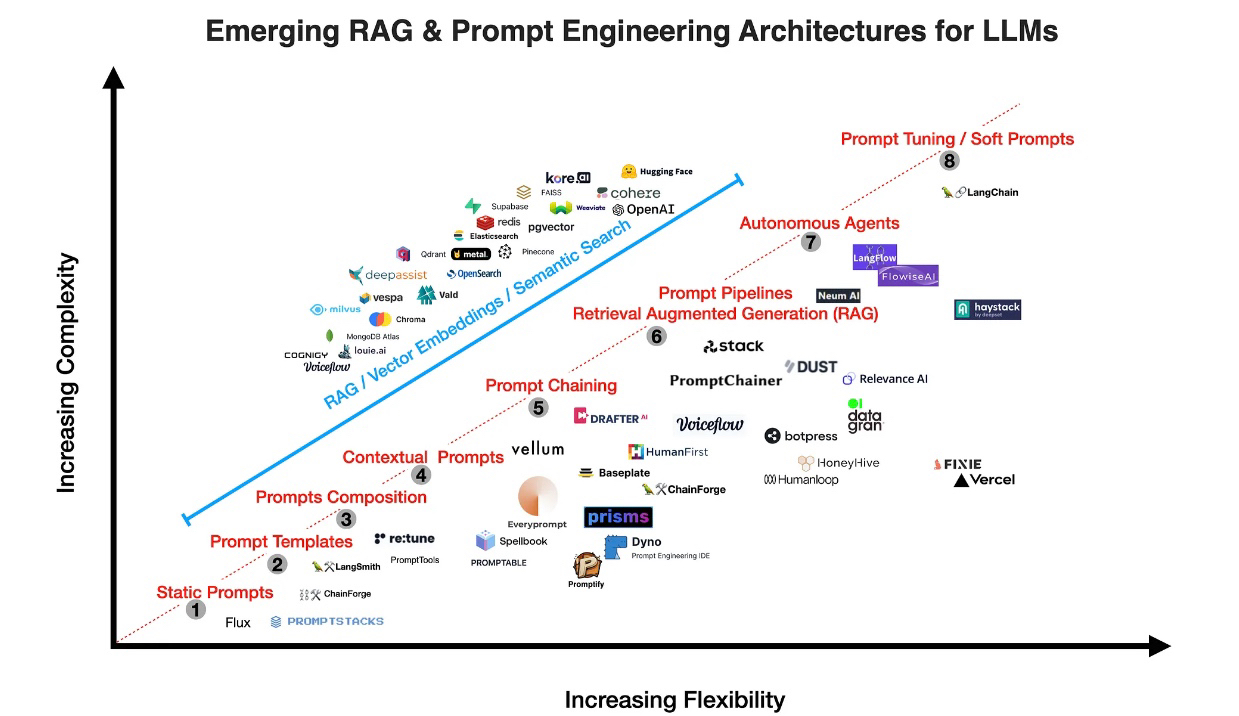 Emerging RAG & Prompt Engineering Architectures for LLMs
Increasing Complexity
Prompt Tuning / Soft Prompts
8
LangChain
kore.ai
Hugging Face
FAISS
cohere
Supabase
Weaviate
OpenAI
redis
pgvector
Elasticsearch
Qdrant
metal.
Pinecone
deepassist
OpenSearch
vespa
Vald
milvus
Chroma
MongoDB Atlas
COGNIGY
louie.ai
Voiceflow
RAG / Vector Embeddings / Semantic Search
Autonomous Agents
7
LangFlow
FlowiseAI
Prompt Pipelines
Neum AI
Retrieval Augmented Generation (RAG)
6
haystack
by deepset
stack
DUST
PromptChainer
Relevance AI
Prompt Chaining
5
DRAFTER AI
Voiceflow
data
gran
botpress
vellum
HumanFirst
HoneyHive
FIXIE
Baseplate
Humanloop
Vercel
ChainForge
Contextual Prompts
4
Everyprompt
prisms
Prompts Composition
3
re:tune
Spellbook
Dyno
Prompt Engineering IDE
PromptTools
PROMPTABLE
Promptify
Prompt Templates
2
LangSmith
ChainForge
Static Prompts
1
Flux
PROMPTSTACKS
Increasing Flexibility